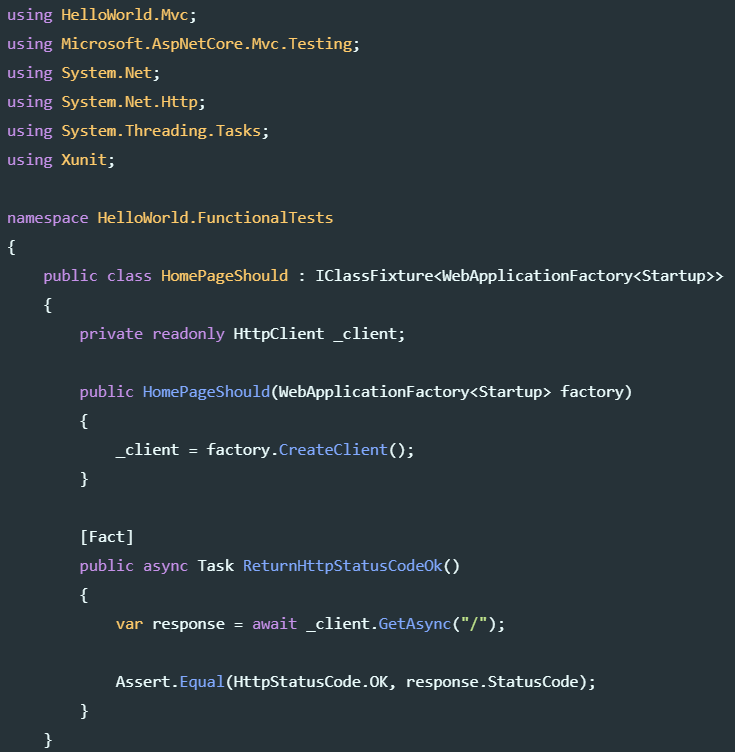 using HelloWorld.Mvc;
using Microsoft.AspNetCore.Mvc.Testing;
using System.Net;
using System.Net.Http;
using System.Threading.Tasks;
using Xunit;
namespace HelloWorld.FunctionalTests
{
    public class HomePageShould : IClassFixture<WebApplicationFactory<Startup>>
    {
        private readonly HttpClient _client;
        public HomePageShould(WebApplicationFactory<Startup> factory)
        {
            _client = factory.CreateClient();
        }
        [Fact]
        public async Task ReturnHttpStatusCodeOk()
        {
            var response = await _client.GetAsync("/");
            Assert.Equal(HttpStatusCode.OK, response.StatusCode);
        }
    }